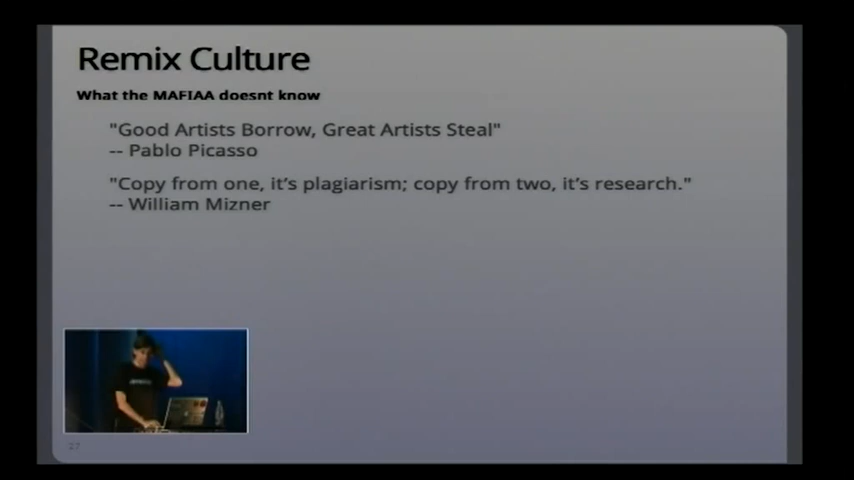 Remix Culture
What the MAFIAA doesnt know
"Good Artists Borrow, Great Artists Steal"
-- Pablo Picasso
"Copy from one, it's plagiarism; copy from two, it's research."
-- William Mizner
27